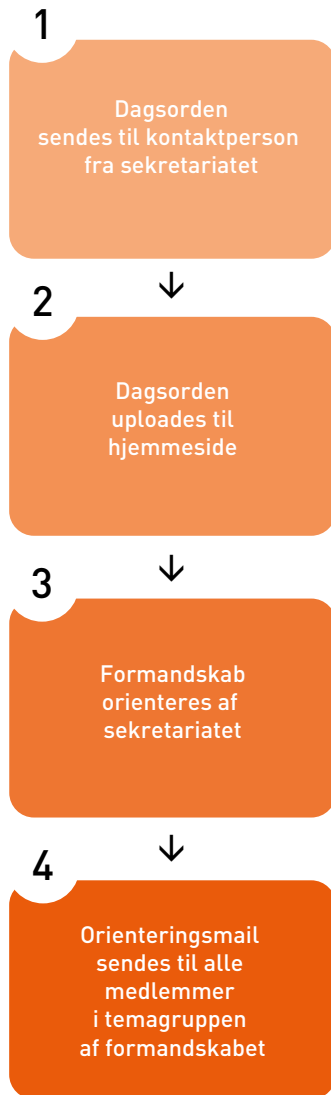 1
Dagsorden
sendes til kontaktperson
fra sekretariatet
2
Dagsorden
uploades til
hjemmeside
3
Formandskab
orienteres af
sekretariatet
4
Orienteringsmail
sendes til alle
medlemmer
i temagruppen
af formandskabet